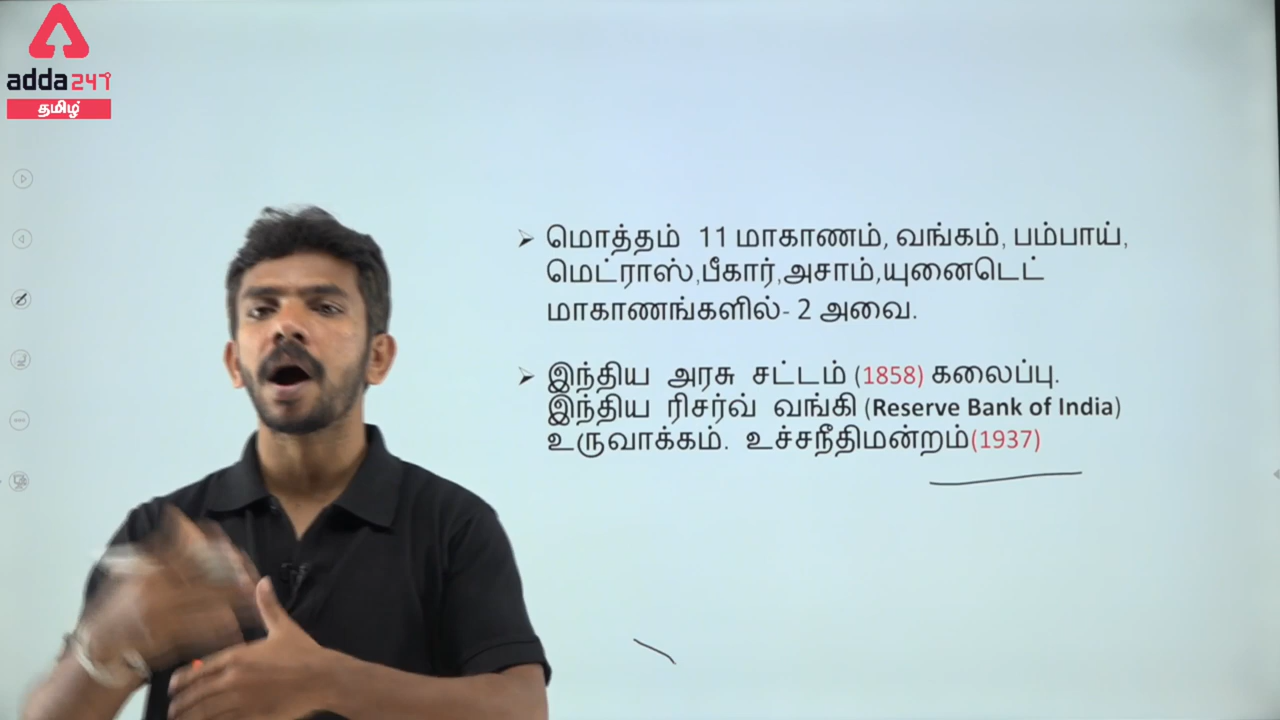 adda247
தமிழ்
மொத்தம் 11 மாகாணம், வங்கம், பம்பாய்,
மெட்ராஸ்,பீகார்,அசாம்,யுனைடெட்
மாகாணங்களில்- 2 அவை.
இந்திய அரசு சட்டம் (1858) கலைப்பு.
இந்திய ரிசர்வ் வங்கி (Reserve Bank of India)
உருவாக்கம். உச்சநீதிமன்றம்(1937)